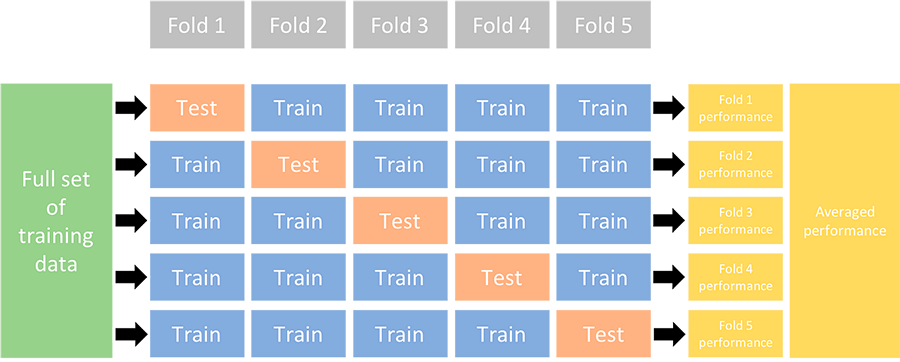 Fold 1 Fold 2 Fold 3 Fold 4 Fold 5
Full set
of
training
data
Test Train Train Train Train
Train Test Train Train Train
Train Train Test Train Train
Train Train Train Test Train
Train Train Train Train Test
Fold 1
performance
Fold 2
performance
Fold 3
performance
Fold 4
performance
Fold 5
performance
Averaged
performance